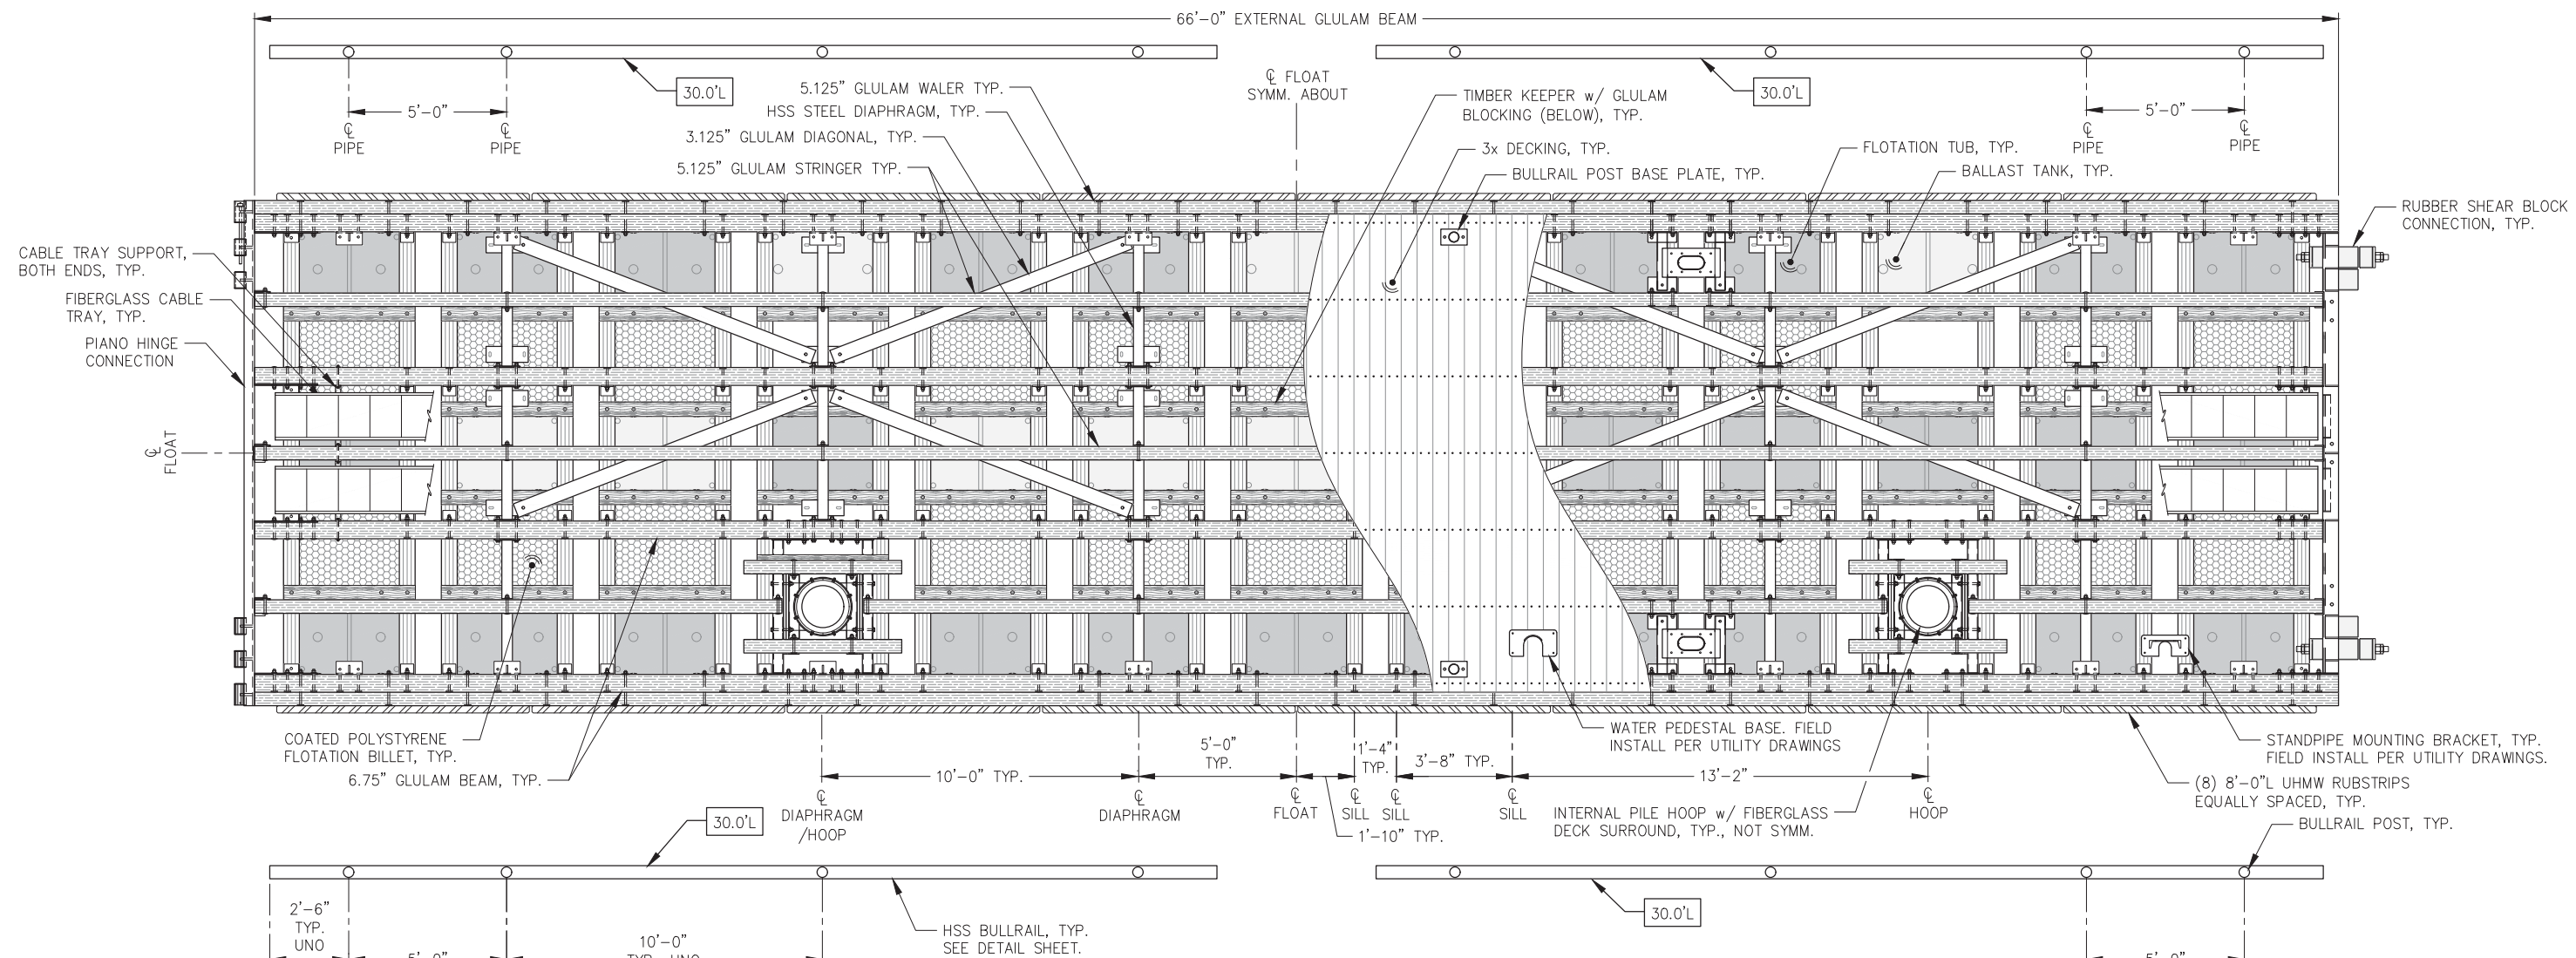 66'-0" EXTERNAL GLULAM BEAM
30.0'L
5.125" GLULAM WALER TYP.
HSS STEEL DIAPHRAGM, TYP.
3.125" GLULAM DIAGONAL, TYP.
5.125" GLULAM STRINGER TYP.
℄ FLOAT
SYMM. ABOUT
TIMBER KEEPER w/ GLULAM
BLOCKING (BELOW), TYP.
3x DECKING, TYP.
BULLRAIL POST BASE PLATE, TYP.
30.0'L
FLOTATION TUB, TYP.
BALLAST TANK, TYP.
5'-0"
℄
PIPE
℄
PIPE
5'-0"
℄
PIPE
℄
PIPE
RUBBER SHEAR BLOCK
CONNECTION, TYP.
CABLE TRAY SUPPORT,
BOTH ENDS, TYP.
FIBERGLASS CABLE
TRAY, TYP.
PIANO HINGE
CONNECTION
℄
FLOAT
COATED POLYSTYRENE
FLOTATION BILLET, TYP.
6.75" GLULAM BEAM, TYP.
10'-0" TYP.
5'-0"
TYP.
1'-4"
TYP.
3'-8" TYP.
13'-2"
WATER PEDESTAL BASE. FIELD
INSTALL PER UTILITY DRAWINGS
STANDPIPE MOUNTING BRACKET, TYP.
FIELD INSTALL PER UTILITY DRAWINGS.
(8) 8'-0"L UHMW RUBSTRIPS
EQUALLY SPACED, TYP.
℄
DIAPHRAGM
/HOOP
℄
DIAPHRAGM
℄
FLOAT
℄
SILL
℄
SILL
℄
SILL
1'-10" TYP.
INTERNAL PILE HOOP w/ FIBERGLASS
DECK SURROUND, TYP., NOT SYMM.
℄
HOOP
BULLRAIL POST, TYP.
30.0'L
2'-6"
TYP.
UNO
5'-0"
10'-0"
TYP. UNO
HSS BULLRAIL, TYP.
SEE DETAIL SHEET.
30.0'L
5'-0"